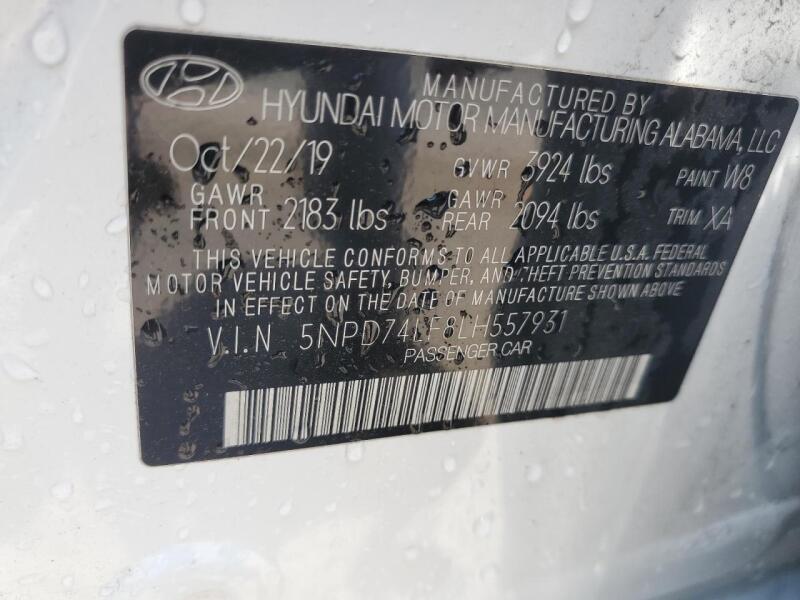 MANUFACTURED BY
HYUNDAI MOTOR MANUFACTURING ALABAMA, LLC
Oct/22/19 GVWR 3924 lbs PAINT W8
GAWR FRONT 2183 lbs GAWR REAR 2094 lbs TRIM XA
THIS VEHICLE CONFORMS TO ALL APPLICABLE U.S.A. FEDERAL
MOTOR VEHICLE SAFETY, BUMPER, AND THEFT PREVENTION STANDARDS
IN EFFECT ON THE DATE OF MANUFACTURE SHOWN ABOVE
V.I.N 5NPD74LF8LH557931
PASSENGER CAR